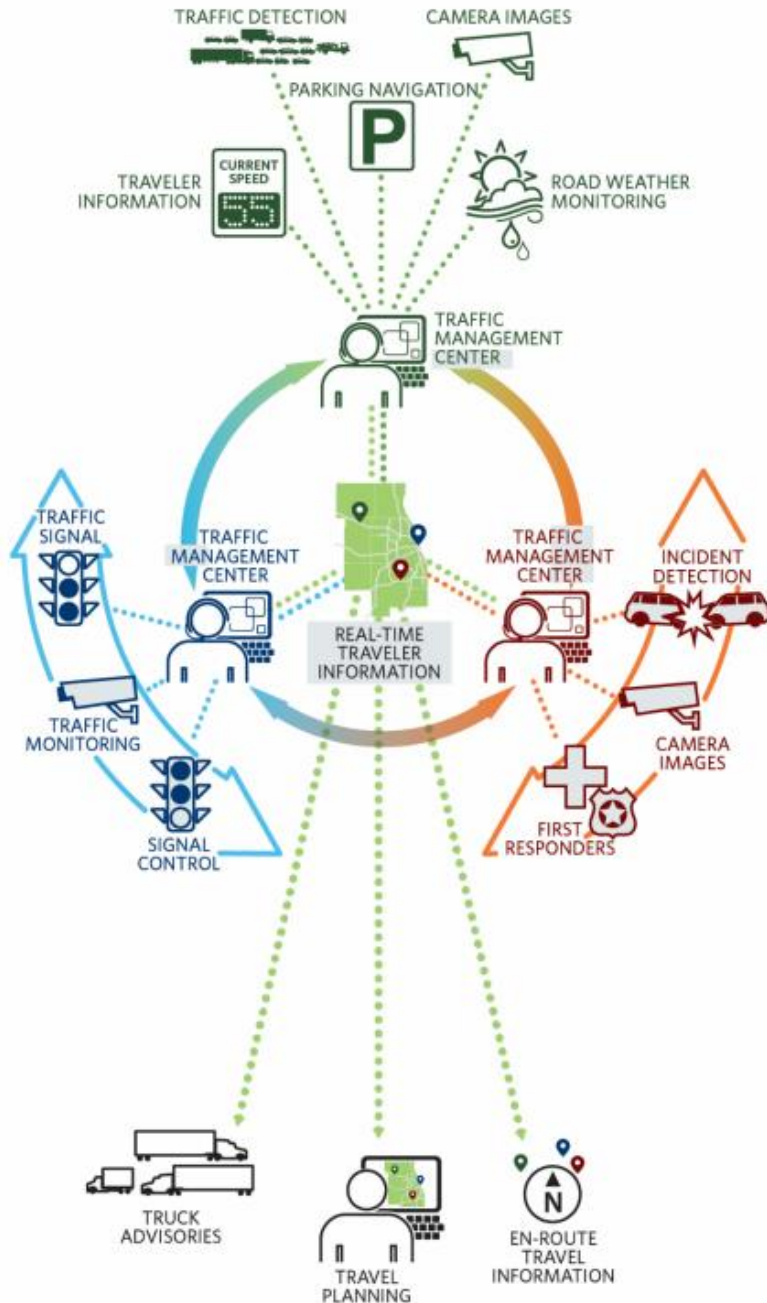 TRAFFIC DETECTION
CAMERA IMAGES
PARKING NAVIGATION
P
TRAVELER
INFORMATION
CURRENT
SPEED
55
ROAD WEATHER
MONITORING
TRAFFIC
MANAGEMENT
CENTER
TRAFFIC
SIGNAL
TRAFFIC
MANAGEMENT
CENTER
TRAFFIC
MONITORING
SIGNAL
CONTROL
REAL-TIME
TRAVELER
INFORMATION
TRAFFIC
MANAGEMENT
CENTER
INCIDENT
DETECTION
CAMERA
IMAGES
FIRST
RESPONDERS
TRUCK
ADVISORIES
TRAVEL
PLANNING
N
EN-ROUTE
TRAVEL
INFORMATION